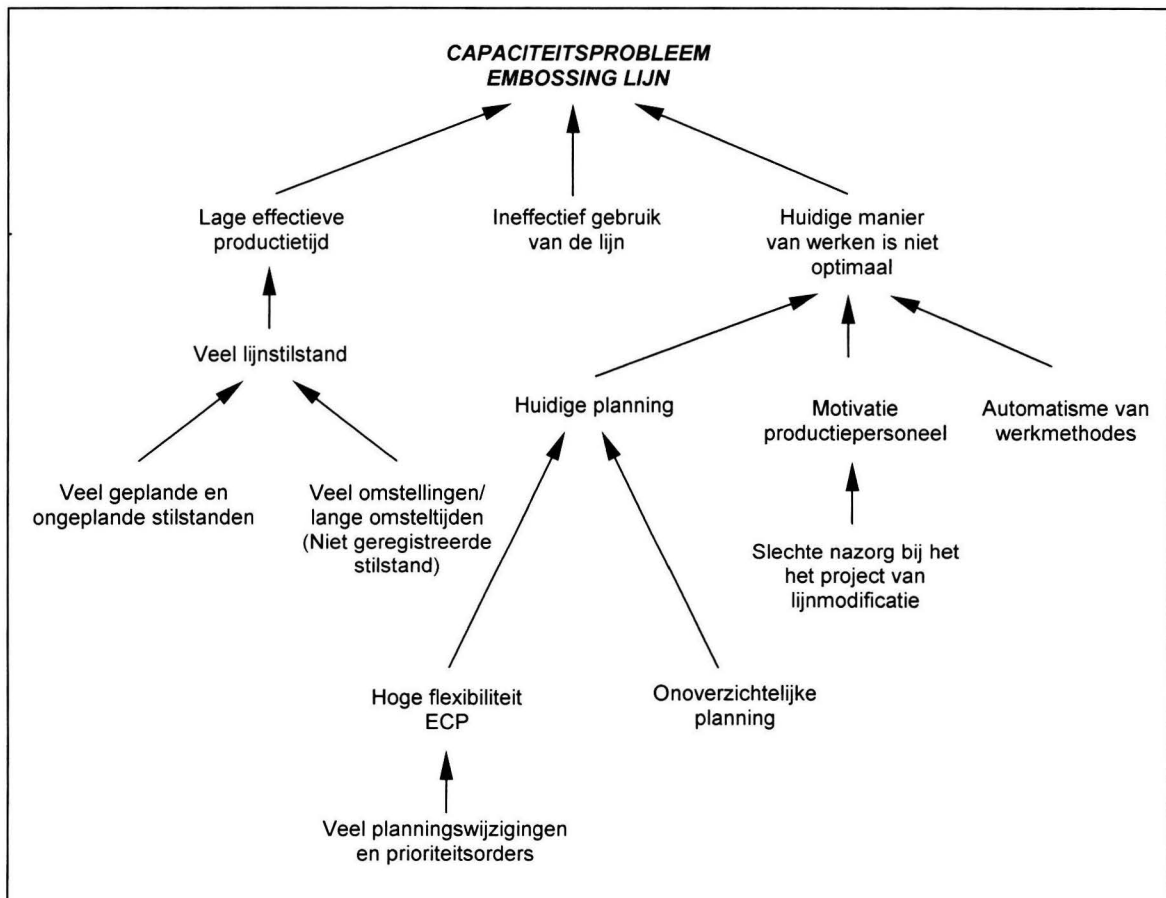 CAPACITEITSPROBLEEM
EMBOSSING LIJN
Lage effectieve
productietijd
Ineffectief gebruik
van de lijn
Huidige manier
van werken is niet
optimaal
Veel lijnstilstand
Huidige planning
Motivatie
productiepersoneel
Automatisme van
werkmethodes
Veel geplande en
ongeplande stilstanden
Veel omstellingen/
lange omsteltijden
(Niet geregistreerde
stilstand)
Slechte nazorg bij het
het project van
lijnmodificatie
Hoge flexibiliteit
ECP
Onoverzichtelijke
planning
Veel planningswijzigingen
en prioriteitsorders